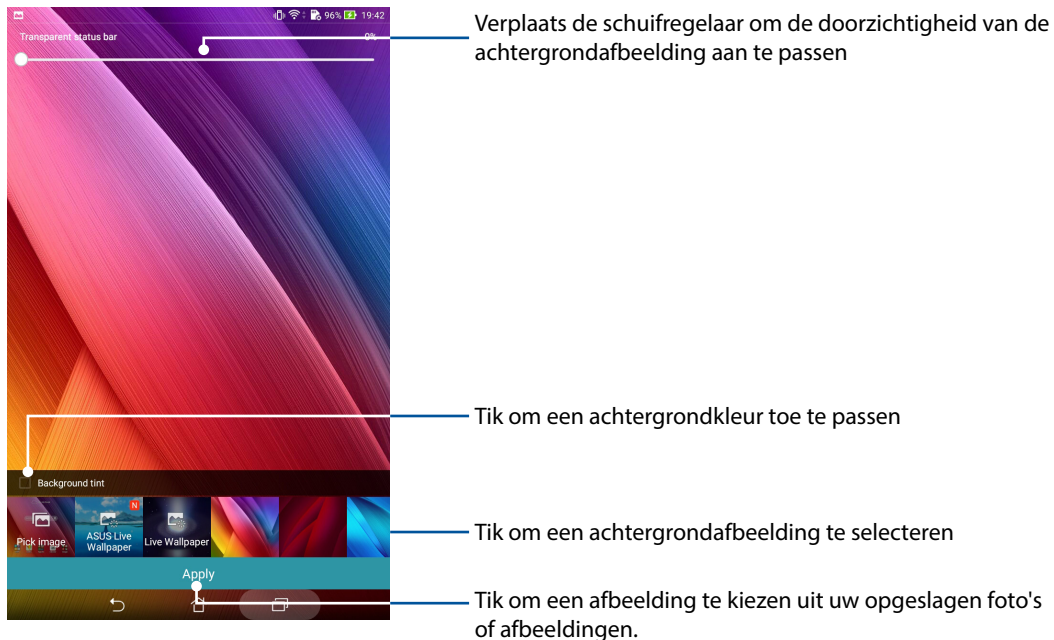 96% 19:42
Transparent status bar 0%
Verplaats de schuifregelaar om de doorzichtigheid van de
achtergrondafbeelding aan te passen
Tik om een achtergrondkleur toe te passen
Background tint
N
Pick image
ASUS Live
Wallpaper
Live Wallpaper
Tik om een achtergrondafbeelding te selecteren
Apply
Tik om een afbeelding te kiezen uit uw opgeslagen foto's
of afbeeldingen.